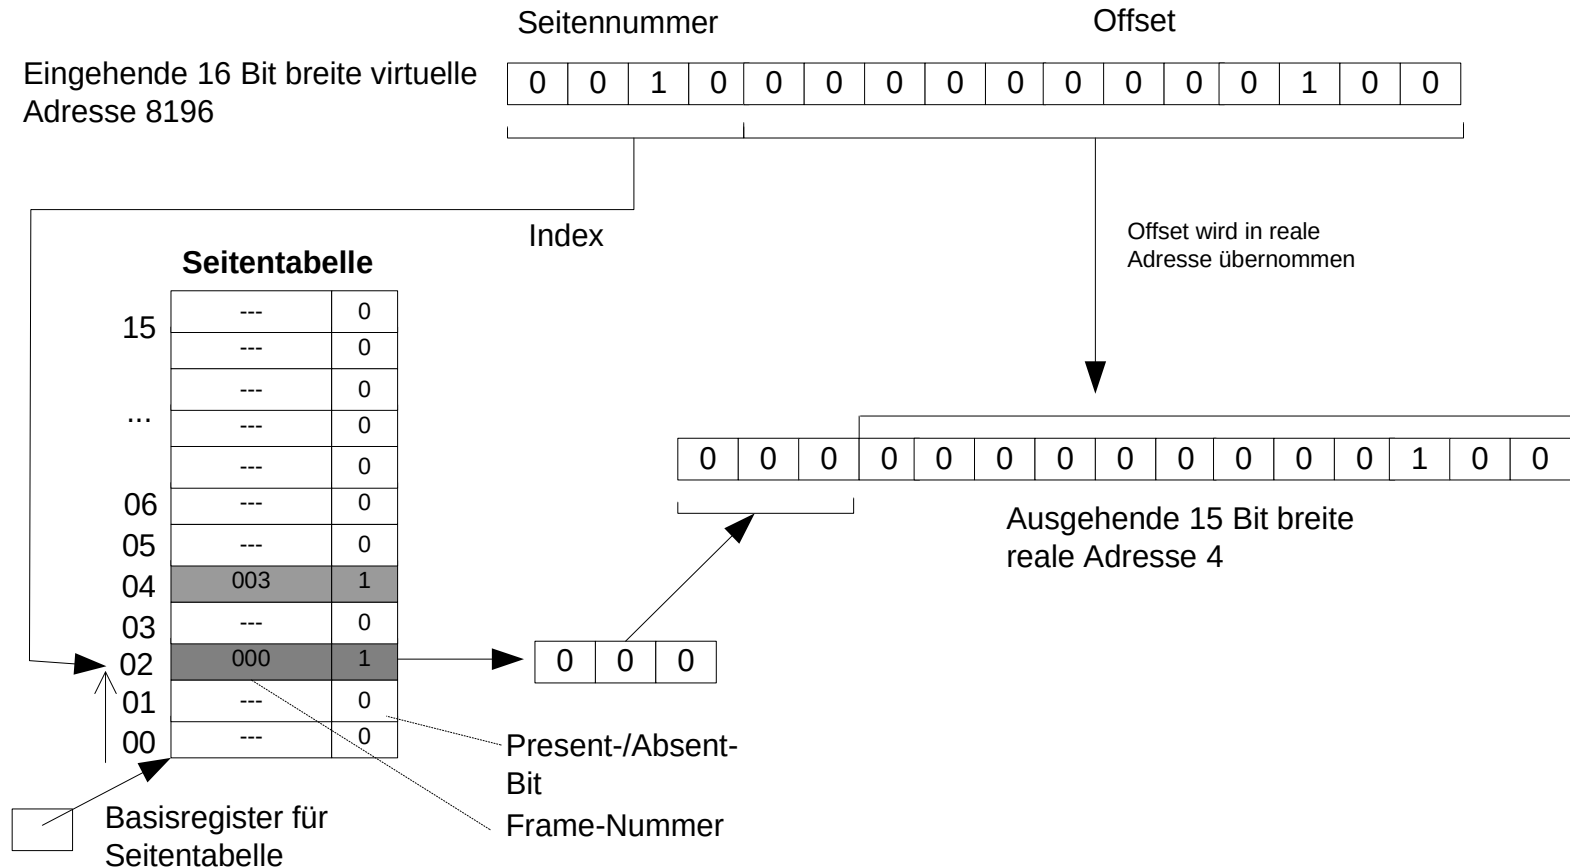 Seitennummer Offset
Eingehende 16 Bit breite virtuelle
Adresse 8196
0 0 1 0 0 0 0 0 0 0 0 0 0 1 0 0
Index
Offset wird in reale
Adresse übernommen
Seitentabelle
15 --- 0
--- 0
--- 0
... --- 0
--- 0
06 --- 0
05 --- 0
04 003 1
03 --- 0
02 000 1
01 --- 0
00 --- 0
0 0 0 0 0 0 0 0 0 0 0 0 1 0 0
Ausgehende 15 Bit breite
reale Adresse 4
0 0 0
Present-/Absent-
Bit
Frame-Nummer
Basisregister für
Seitentabelle